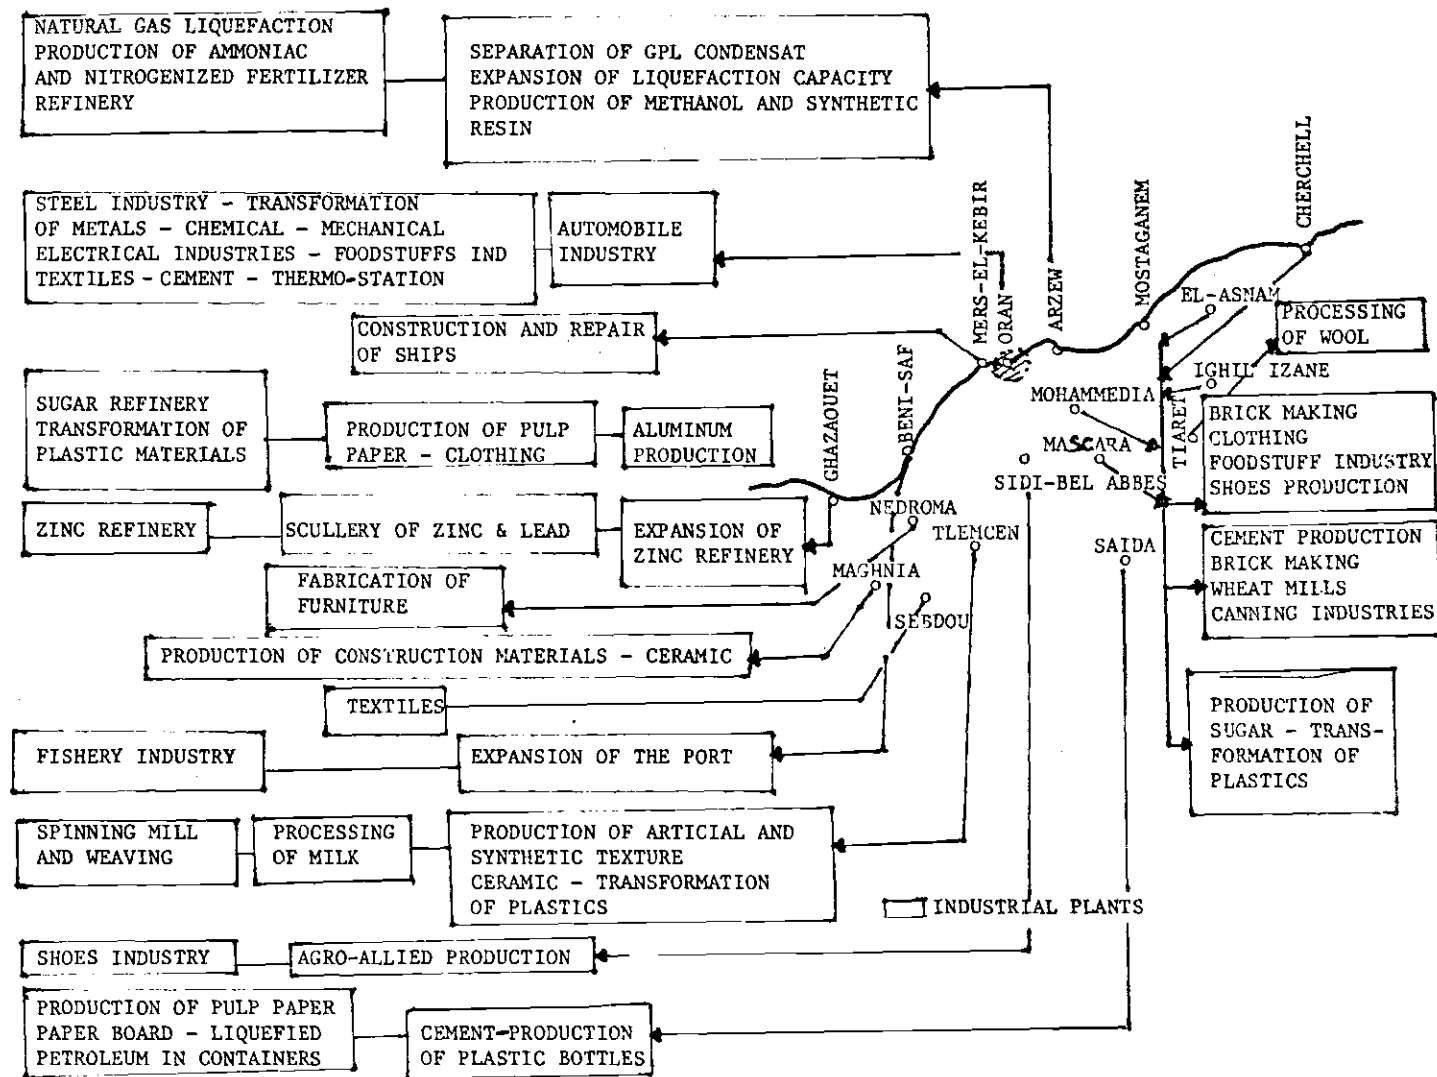 NATURAL GAS LIQUEFACTION
PRODUCTION OF AMMONIAC
AND NITROGENIZED FERTILIZER
REFINERY
SEPARATION OF GPL CONDENSAT
EXPANSION OF LIQUEFACTION CAPACITY
PRODUCTION OF METHANOL AND SYNTHETIC
RESIN
STEEL INDUSTRY - TRANSFORMATION
OF METALS - CHEMICAL - MECHANICAL
ELECTRICAL INDUSTRIES - FOODSTUFFS IND
TEXTILES - CEMENT - THERMO-STATION
AUTOMOBILE
INDUSTRY
CONSTRUCTION AND REPAIR
OF SHIPS
SUGAR REFINERY
TRANSFORMATION OF
PLASTIC MATERIALS
PRODUCTION OF PULP
PAPER - CLOTHING
ALUMINUM
PRODUCTION
ZINC REFINERY
SCULLERY OF ZINC & LEAD
EXPANSION OF
ZINC REFINERY
FABRICATION OF
FURNITURE
PRODUCTION OF CONSTRUCTION MATERIALS - CERAMIC
TEXTILES
FISHERY INDUSTRY
EXPANSION OF THE PORT
SPINNING MILL
AND WEAVING
PROCESSING
OF MILK
PRODUCTION OF ARTICIAL AND
SYNTHETIC TEXTURE
CERAMIC - TRANSFORMATION
OF PLASTICS
SHOES INDUSTRY
AGRO-ALLIED PRODUCTION
PRODUCTION OF PULP PAPER
PAPER BOARD - LIQUEFIED
PETROLEUM IN CONTAINERS
CEMENT-PRODUCTION
OF PLASTIC BOTTLES
GHAZAOUET
BENI-SAF
MERS-EL-KEBIR
ORAN
ARZEW
MOSTAGANEM
CHERCHELL
EL-ASNAM
IGHIL IZANE
MOHAMMEDIA
TIARET
MASCARA
SIDI-BEL ABBES
NEDROMA
TLEMCEN
SAIDA
MAGHNIA
SEBDOU
PROCESSING
OF WOOL
BRICK MAKING
CLOTHING
FOODSTUFF INDUSTRY
SHOES PRODUCTION
CEMENT PRODUCTION
BRICK MAKING
WHEAT MILLS
CANNING INDUSTRIES
PRODUCTION OF
SUGAR - TRANS-
FORMATION OF
PLASTICS
INDUSTRIAL PLANTS